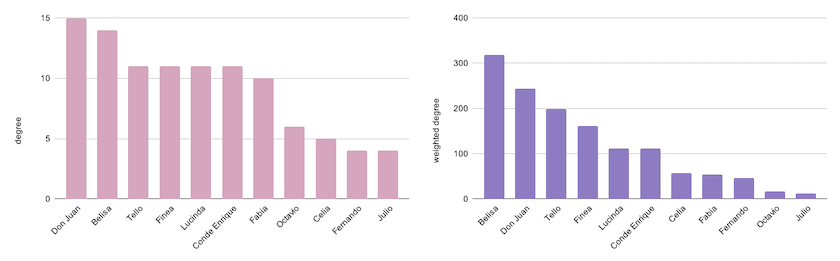 15
10
5
0
degree
Don Juan
Belisa
Tello
Finea
Lucinda
Conde Enrique
Fabia
Octavio
Celia
Fernando
Julio
400
300
200
100
0
weighted degree
Belisa
Don Juan
Tello
Finea
Lucinda
Conde Enrique
Celia
Fabia
Fernando
Octavio
Julio